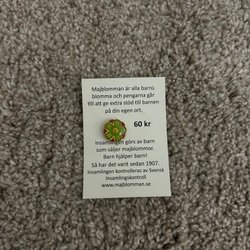 Majblomman är alla barns
blomma och pengarna går
till att ge extra stöd till barnen
på din egen ort.
60 kr
Insamlingen görs av barn
som säljer majblommor.
Barn hjälper barn!
Så har det varit sedan 1907.
Insamlingen kontrolleras av Svensk
Insamlingskontroll
www.majblomman.se